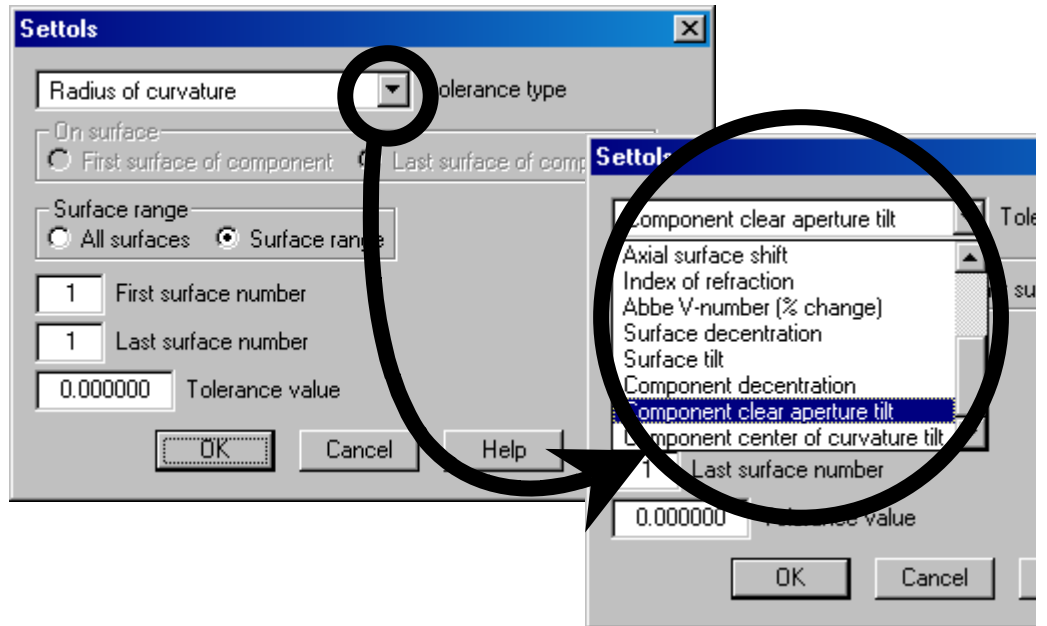 Settols
Radius of curvature
olerance type
On surface
First surface of component Last surface of comp
Surface range
All surfaces Surface range
1 First surface number
1 Last surface number
0.000000 Tolerance value
OK Cancel Help
Settols
Component clear aperture tilt Tole
Axial surface shift
su
Index of refraction
Abbe V-number (% change)
Surface decentration
Surface tilt
Component decentration
Component clear aperture tilt
Component center of curvature tilt
1 Last surface number
0.000000 Tolerance value
OK Cancel